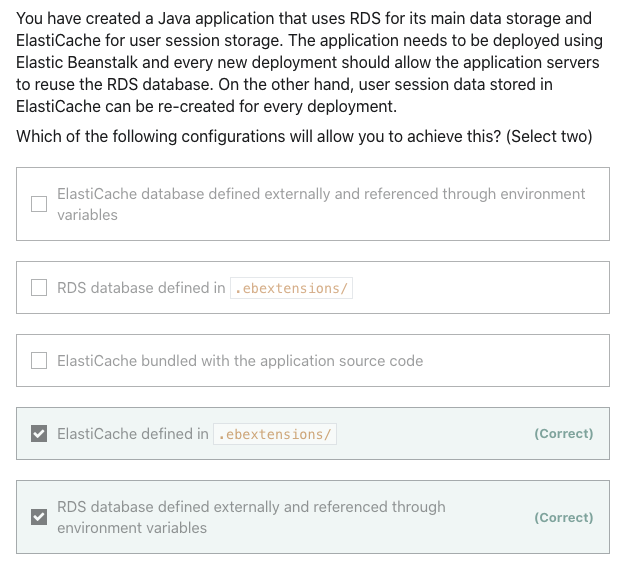 You have created a Java application that uses RDS for its main data storage and
ElastiCache for user session storage. The application needs to be deployed using
Elastic Beanstalk and every new deployment should allow the application servers
to reuse the RDS database. On the other hand, user session data stored in
ElastiCache can be re-created for every deployment.
Which of the following configurations will allow you to achieve this? (Select two)
ElastiCache database defined externally and referenced through environment
variables
RDS database defined in .ebextensions/
ElastiCache bundled with the application source code
ElastiCache defined in .ebextensions/ (Correct)
RDS database defined externally and referenced through
environment variables
(Correct)